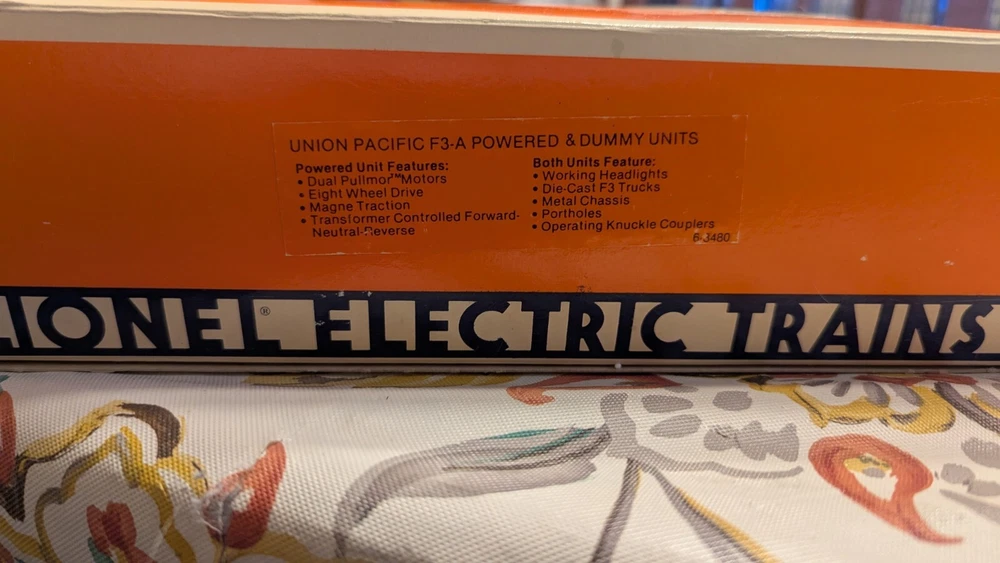 UNION PACIFIC F3-A POWERED & DUMMY UNITS
Powered Unit Features:
• Dual Pullmor™ Motors
• Eight Wheel Drive
• Magne Traction
• Transformer Controlled Forward-
Neutral-Reverse
Both Units Feature:
• Working Headlights
• Die-Cast F3 Trucks
• Metal Chassis
• Portholes
• Operating Knuckle Couplers
6-8480
LIONEL® ELECTRIC TRAINS